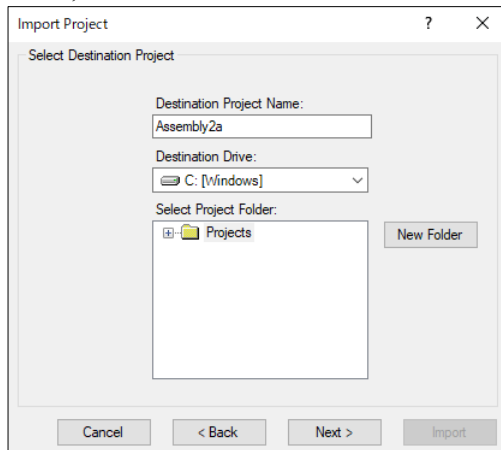 Import Project
Select Destination Project
Destination Project Name:
Assembly2a
Destination Drive:
C: [Windows]
Select Project Folder:
Projects
New Folder
Cancel
< Back
Next >
Import